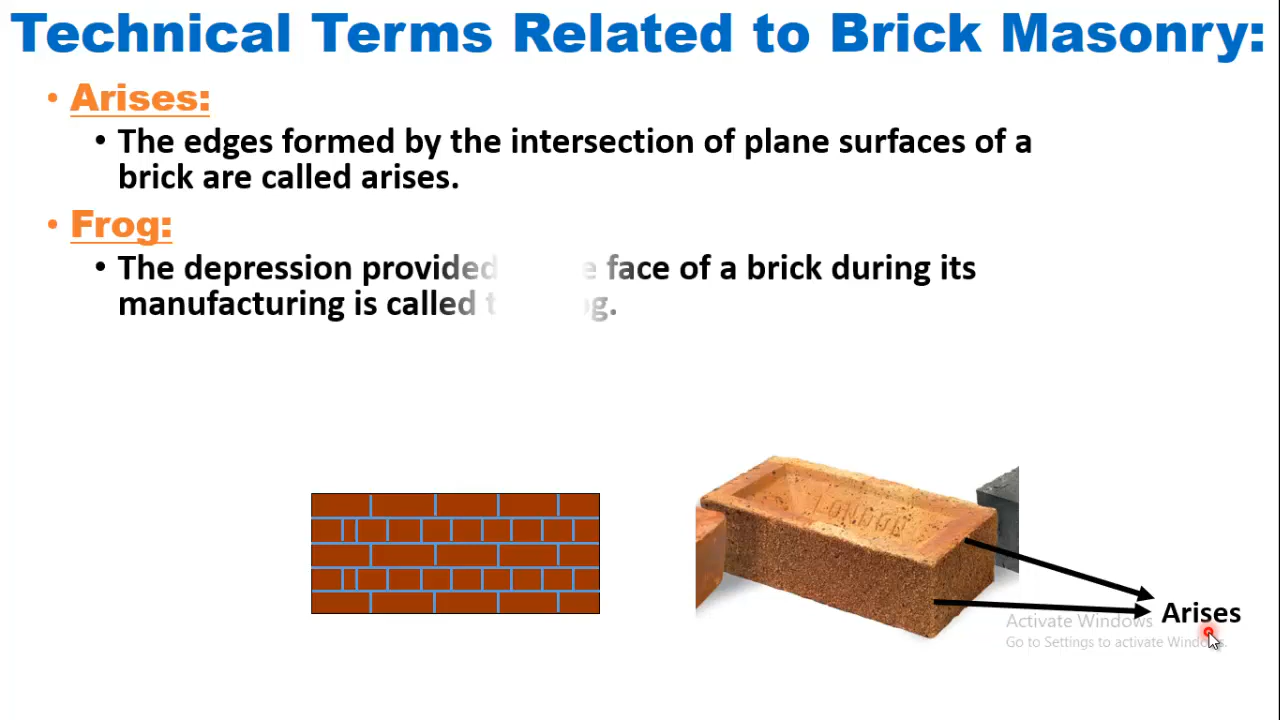 Technical Terms Related to Brick Masonry:
• Arises:
• The edges formed by the intersection of plane surfaces of a
brick are called arises.
• Frog:
• The depression provided face of a brick during its
manufacturing is called
LONDON
Arises
Activate Windows
Go to Settings to activate Windows.